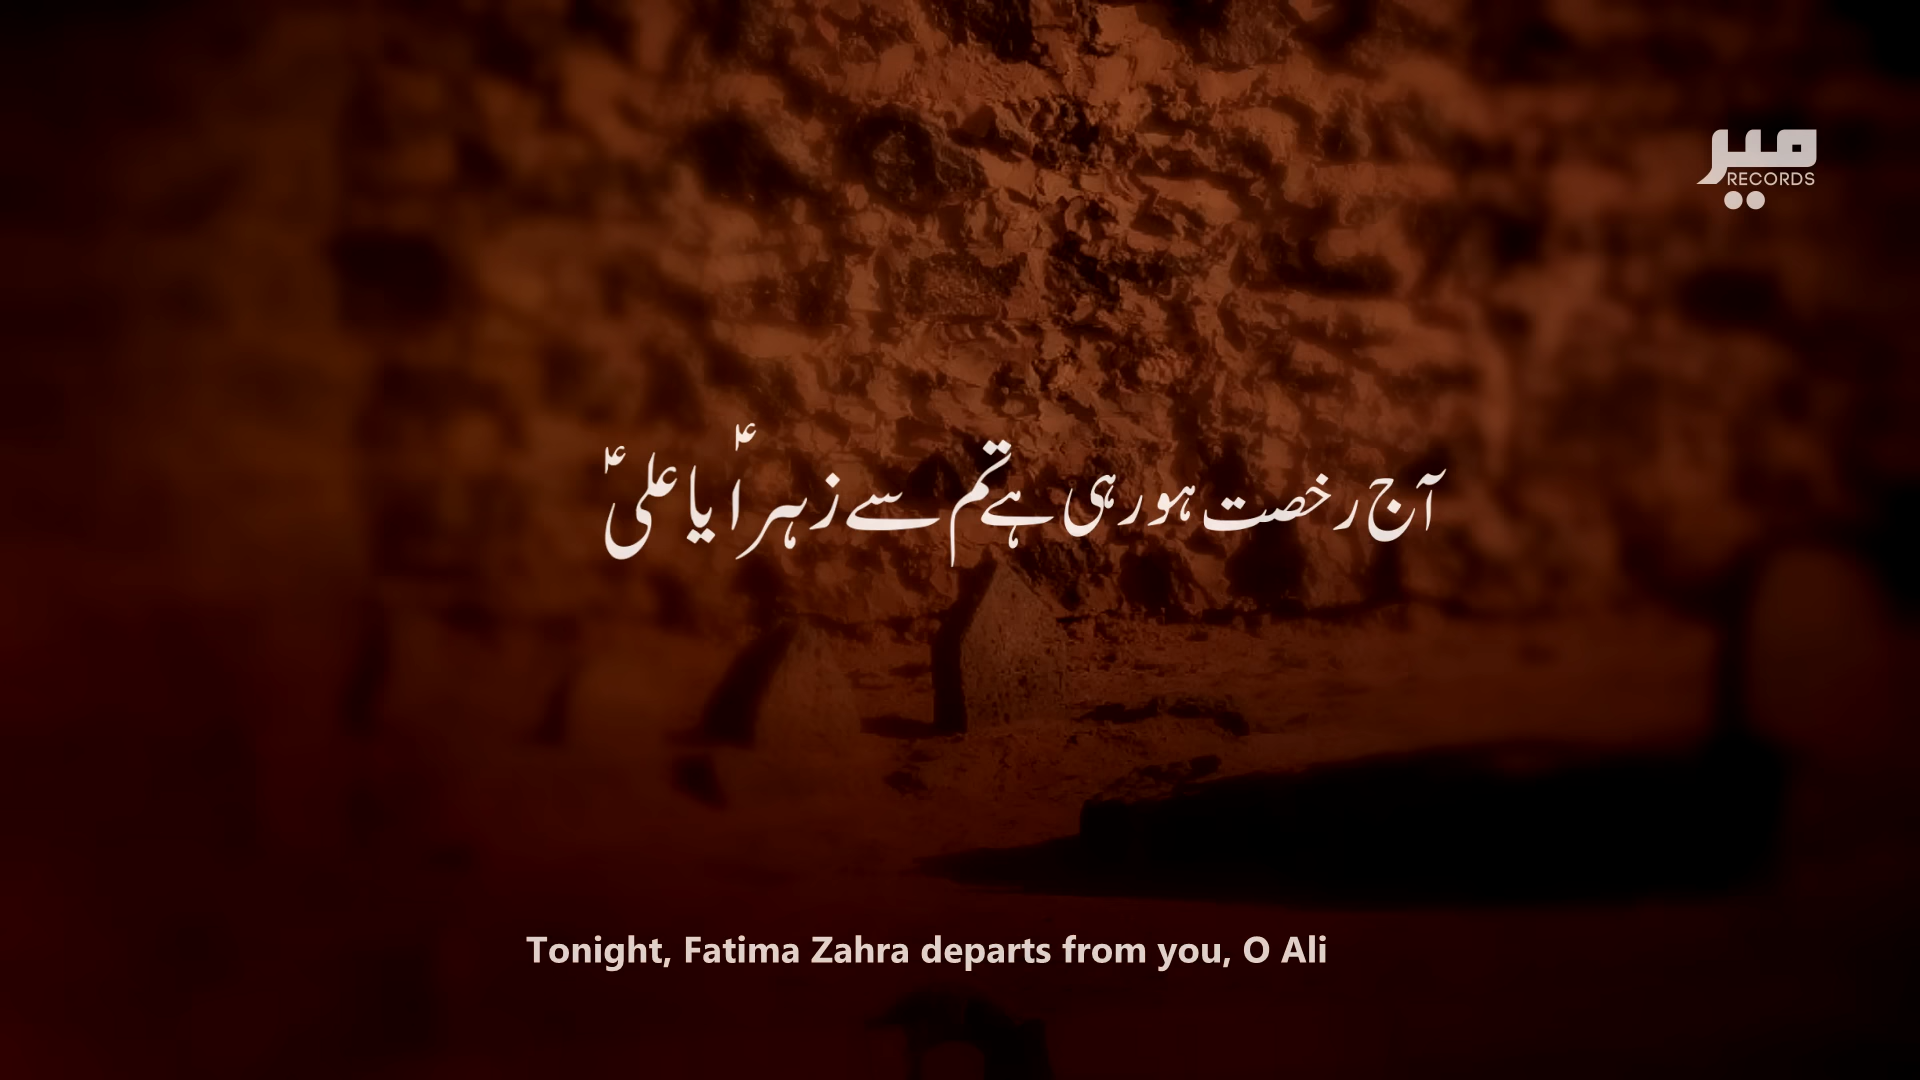 میر
RECORDS
آج رخصت ہو رہی ہے تم سے زہراؑ یا علیؑ
Tonight, Fatima Zahra departs from you, O Ali